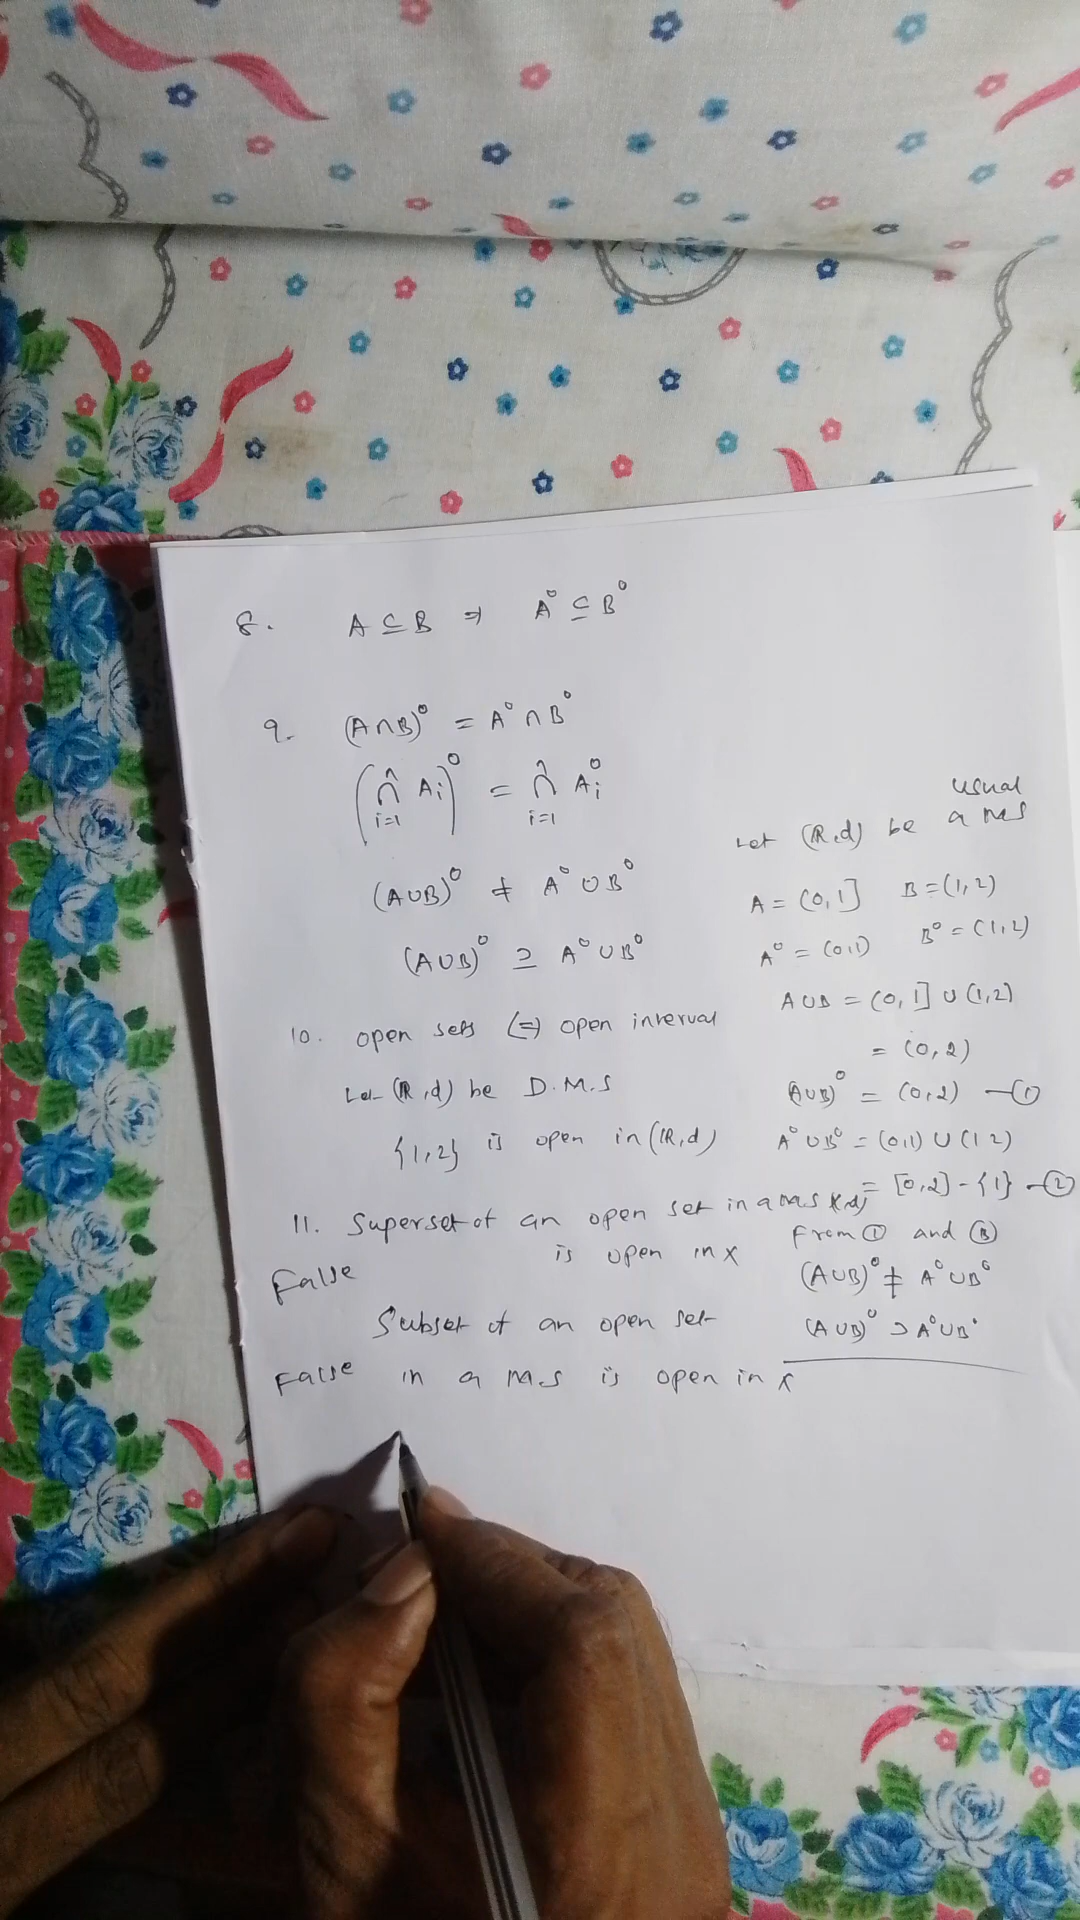 8. A ⊆ B ⇒ A° ⊆ B°
9. (A∩B)° = A° ∩ B°
(n ∩ i=1 Ai)° = n ∩ i=1 Ai°
(A∪B)° ≠ A° ∪ B°
(A∪B)° ⊇ A° ∪ B°
10. open sets (=) open interval
Let (R,d) be D.M.S
{1,2} is open in (R,d)
11. Superset of an open set in a M.S (X,d)
is open in X
False
Subset of an open set
False in a M.S is open in X
usual
Let (R,d) be a MS
A = (0,1] B = (1,2)
A° = (0,1) B° = (1,2)
A∪B = (0,1] ∪ (1,2)
= (0,2)
(A∪B)° = (0,2) —①
A° ∪ B° = (0,1) ∪ (1 2)
= [0,2] - {1} —②
From ① and ②
(A∪B)° ≠ A° ∪ B°
(A∪B)° ⊃ A° ∪ B°